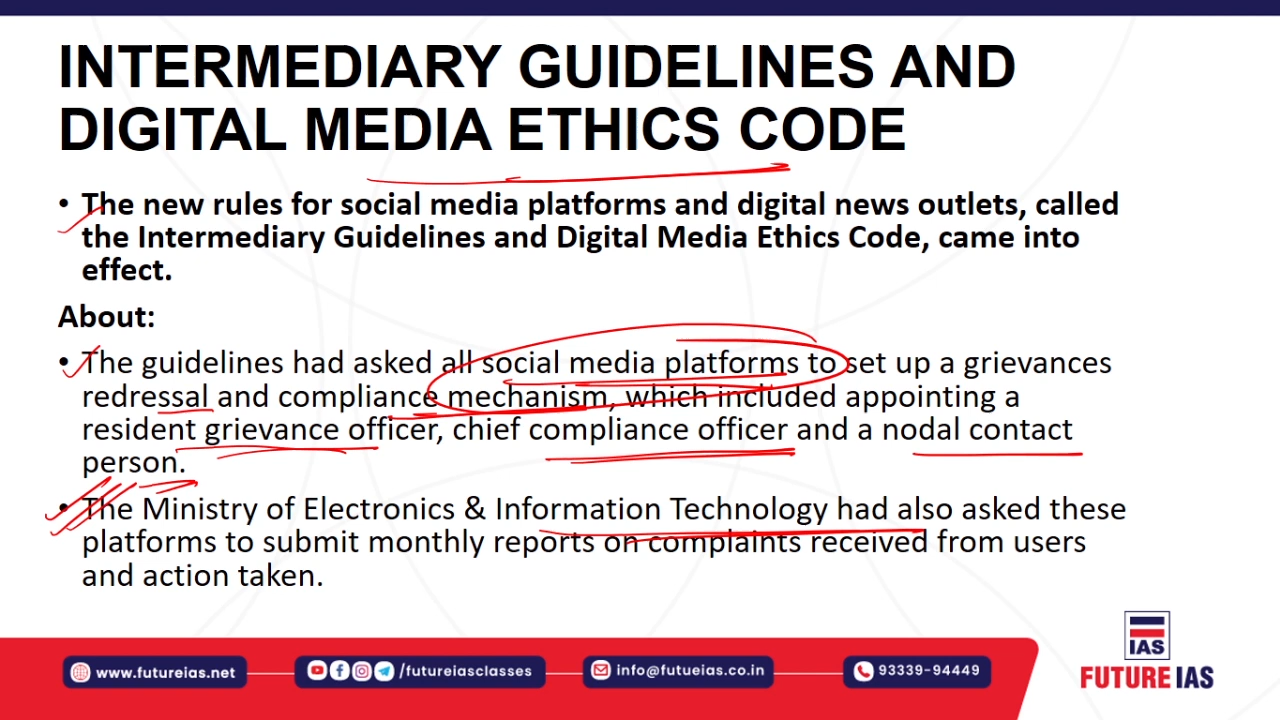 INTERMEDIARY GUIDELINES AND
DIGITAL MEDIA ETHICS CODE
• The new rules for social media platforms and digital news outlets, called
the Intermediary Guidelines and Digital Media Ethics Code, came into
effect.
About:
• The guidelines had asked all social media platforms to set up a grievances
redressal and compliance mechanism, which included appointing a
resident grievance officer, chief compliance officer and a nodal contact
person.
• The Ministry of Electronics & Information Technology had also asked these
platforms to submit monthly reports on complaints received from users
and action taken.
IAS
www.futureias.net
/futureiasclasses
info@futueias.co.in
93339-94449
FUTURE IAS